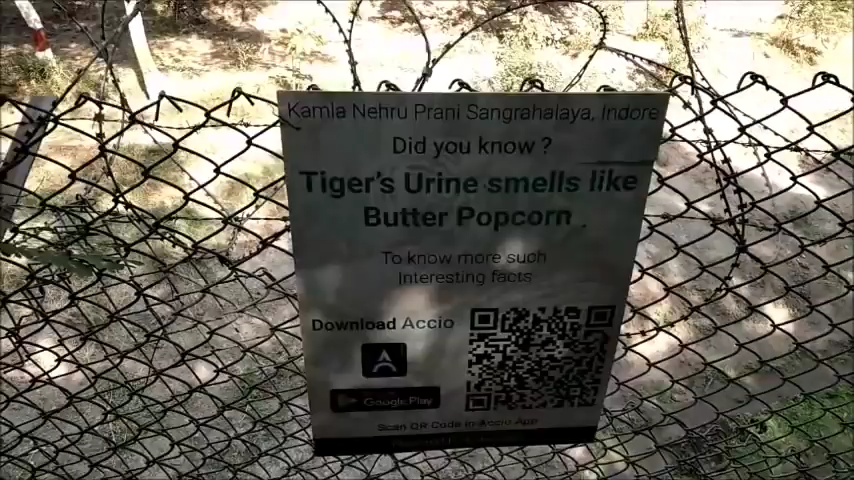 Kamla Nehru Prani Sangrahalaya, Indore
Did you know ?
Tiger's Urine smells like
Butter Popcorn .
To know more such
interesting facts
Download Accio
Google Play
Scan QR Code in Accio App